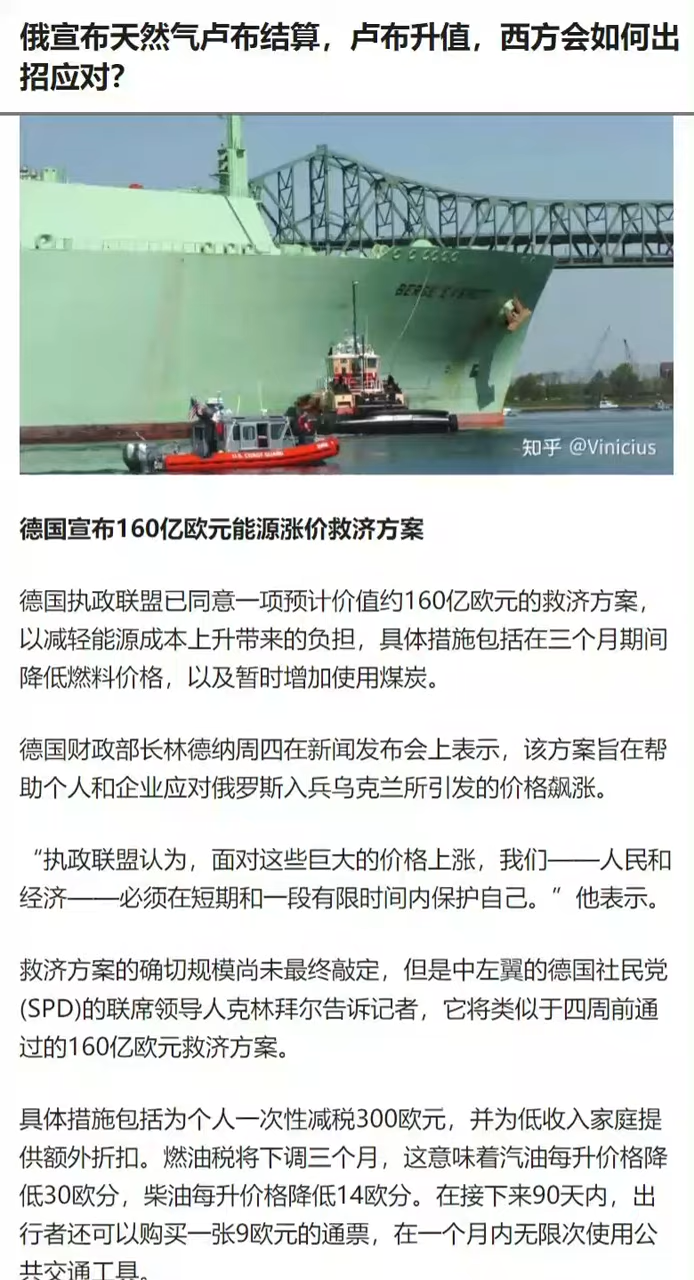 俄宣布天然气卢布结算，卢布升值，西方会如何出
招应对？
U.S. COAST GUARD
知乎 @Vinicius
德国宣布160亿欧元能源涨价救济方案
德国执政联盟已同意一项预计价值约160亿欧元的救济方案，
以减轻能源成本上升带来的负担，具体措施包括在三个月期间
降低燃料价格，以及暂时增加使用煤炭。
德国财政部长林德纳周四在新闻发布会上表示，该方案旨在帮
助个人和企业应对俄罗斯入兵乌克兰所引发的价格飙涨。
“执政联盟认为，面对这些巨大的价格上涨，我们——人民和
经济——必须在短期和一段有限时间内保护自己。”他表示。
救济方案的确切规模尚未最终敲定，但是中左翼的德国社民党
(SPD)的联席领导人克林拜尔告诉记者，它将类似于四周前通
过的160亿欧元救济方案。
具体措施包括为个人一次性减税300欧元，并为低收入家庭提
供额外折扣。燃油税将下调三个月，这意味着汽油每升价格降
低30欧分，柴油每升价格降低14欧分。在接下来90天内，出
行者还可以购买一张9欧元的通票，在一个月内无限次使用公
共交通工具。